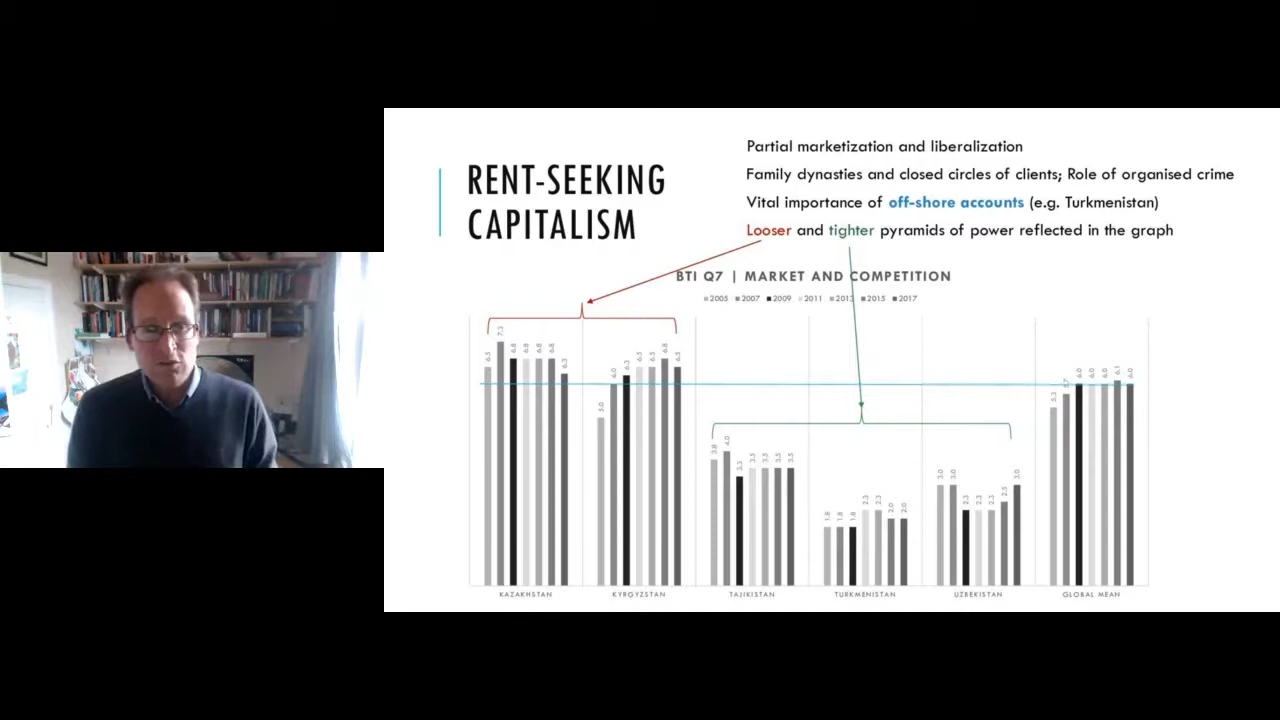 RENT-SEEKING
CAPITALISM
Partial marketization and liberalization
Family dynasties and closed circles of clients; Role of organised crime
Vital importance of off-shore accounts (e.g. Turkmenistan)
Looser and tighter pyramids of power reflected in the graph
BTI Q7 | MARKET AND COMPETITION
2005 2007 2009 2011 2013 2015 2017
6.5 7.3 6.8 6.8 6.8 6.8 6.3
5.0 6.0 6.3 6.5 6.5 6.8 6.5
3.8 4.0 3.3 3.5 3.5 3.5 3.5
1.8 1.8 1.8 2.3 2.3 2.0 2.0
3.0 3.0 2.3 2.3 2.3 2.5 3.0
5.3 6.0 6.0 6.0 6.1 6.0
KAZAKHSTAN KYRGYZSTAN TAJIKISTAN TURKMENISTAN UZBEKISTAN GLOBAL MEAN